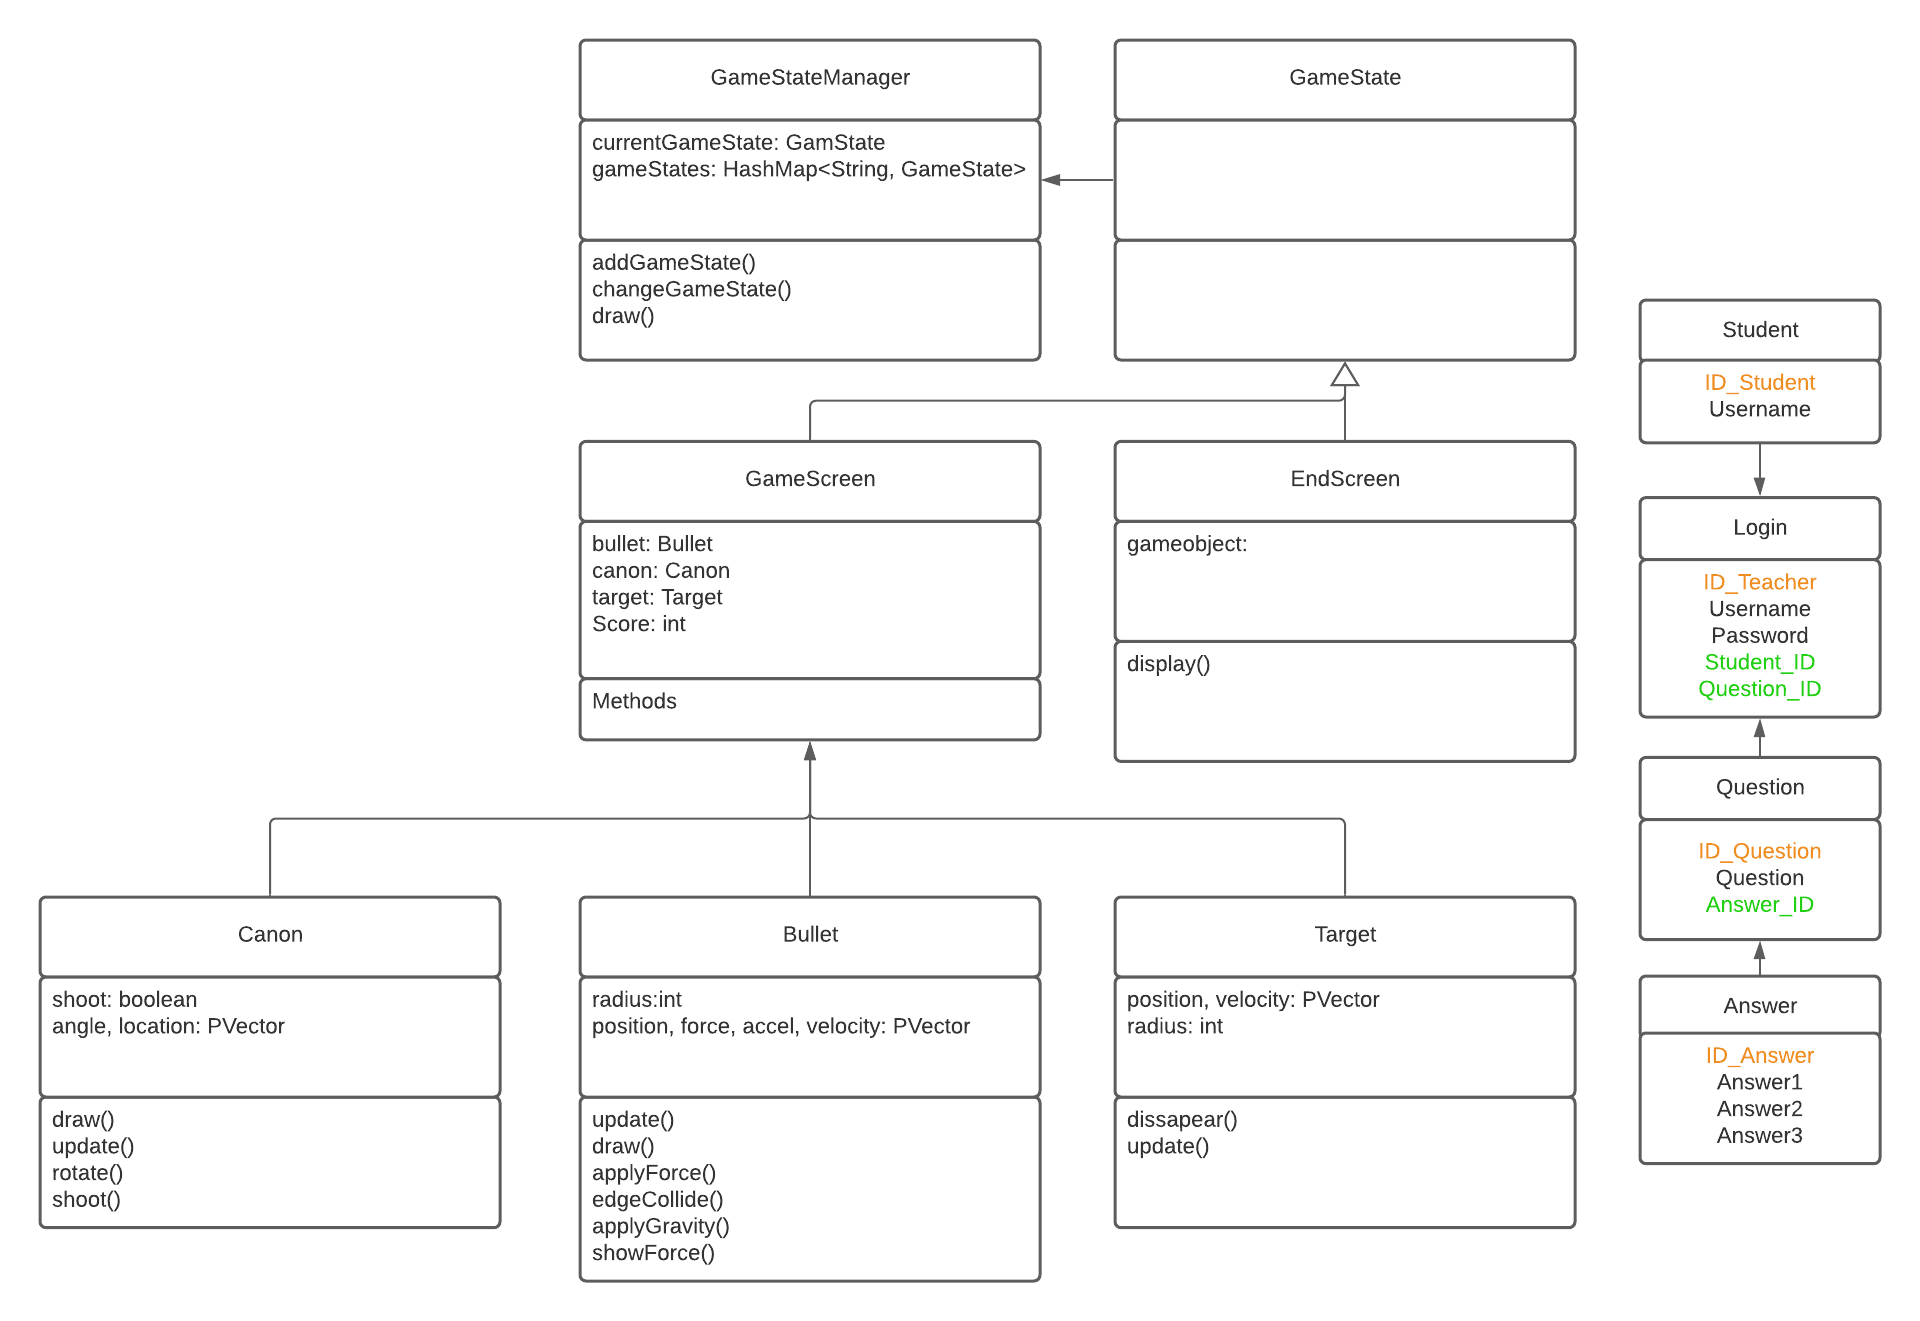 GameStateManager
currentGameState: GamState
gameStates: HashMap<String, GameState>
addGameState()
changeGameState()
draw()
GameState
GameScreen
bullet: Bullet
canon: Canon
target: Target
Score: int
Methods
EndScreen
gameobject:
display()
Canon
shoot: boolean
angle, location: PVector
draw()
update()
rotate()
shoot()
Bullet
radius:int
position, force, accel, velocity: PVector
update()
draw()
applyForce()
edgeCollide()
applyGravity()
showForce()
Target
position, velocity: PVector
radius: int
dissapear()
update()
Student
ID_Student
Username
Login
ID_Teacher
Username
Password
Student_ID
Question_ID
Question
ID_Question
Question
Answer_ID
Answer
ID_Answer
Answer1
Answer2
Answer3